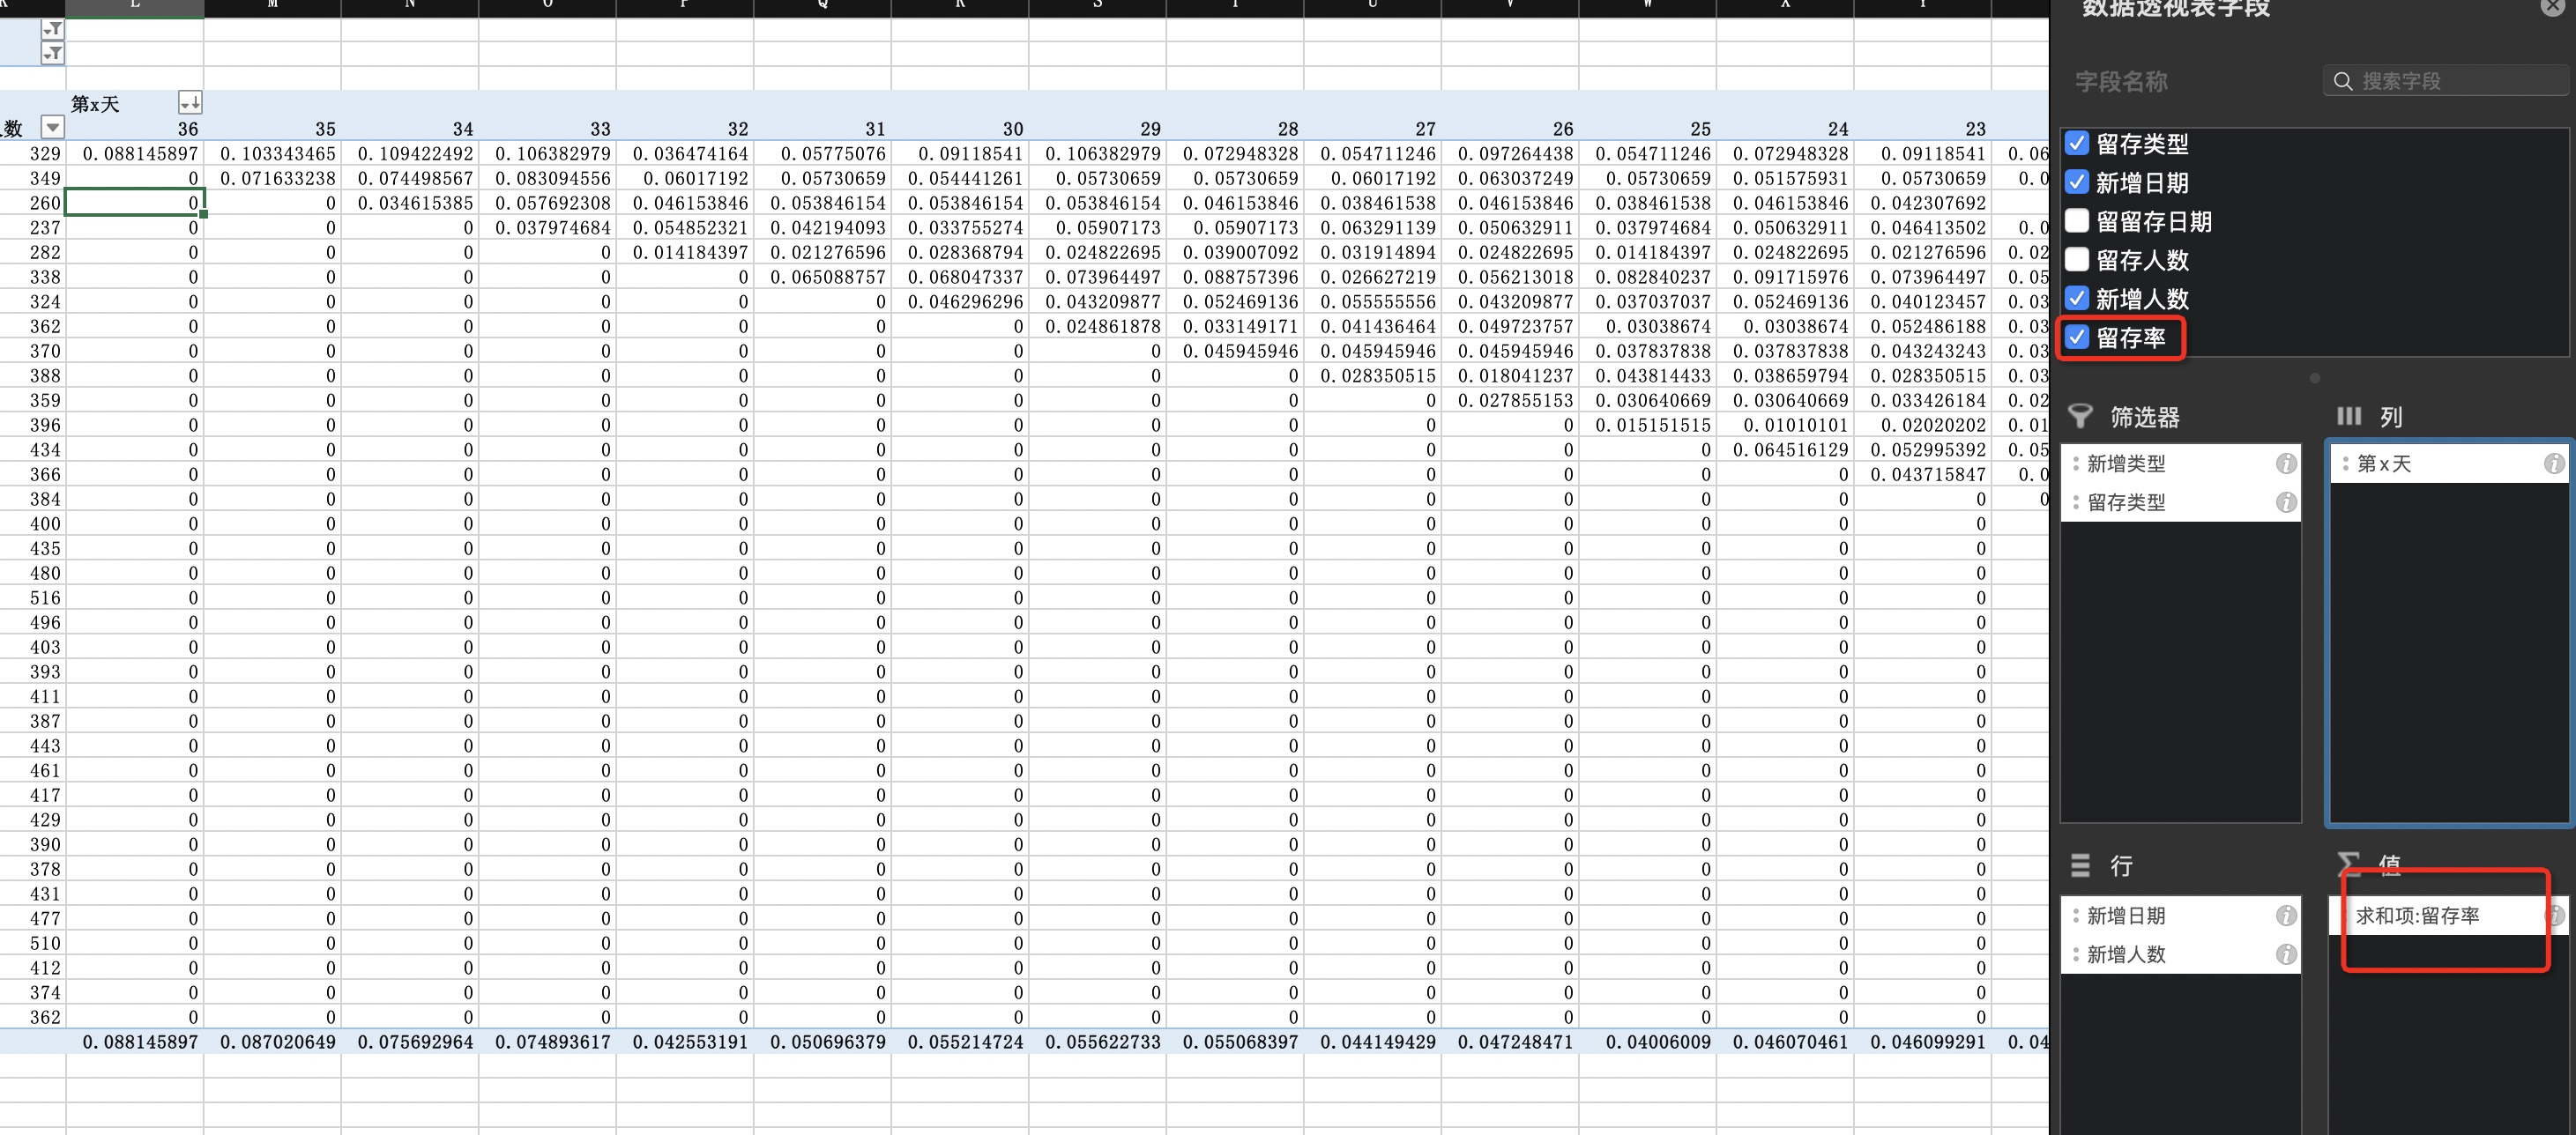 L M N O P Q R S T U V W X Y
第x天
数 36 35 34 33 32 31 30 29 28 27 26 25 24 23
329 0.088145897 0.103343465 0.109422492 0.106382979 0.036474164 0.05775076 0.09118541 0.106382979 0.072948328 0.054711246 0.097264438 0.054711246 0.072948328 0.09118541 0.06
349 0 0.071633238 0.074498567 0.083094556 0.06017192 0.05730659 0.054441261 0.05730659 0.05730659 0.06017192 0.063037249 0.05730659 0.051575931 0.05730659 0.0
260 0 0 0.034615385 0.057692308 0.046153846 0.053846154 0.053846154 0.053846154 0.046153846 0.038461538 0.046153846 0.038461538 0.046153846 0.042307692
237 0 0 0 0.037974684 0.054852321 0.042194093 0.033755274 0.05907173 0.05907173 0.063291139 0.050632911 0.037974684 0.050632911 0.046413502 0.0
282 0 0 0 0 0.014184397 0.021276596 0.028368794 0.024822695 0.039007092 0.031914894 0.024822695 0.014184397 0.024822695 0.021276596 0.02
338 0 0 0 0 0 0.065088757 0.068047337 0.073964497 0.088757396 0.026627219 0.056213018 0.082840237 0.091715976 0.073964497 0.05
324 0 0 0 0 0 0 0.046296296 0.043209877 0.052469136 0.055555556 0.043209877 0.037037037 0.052469136 0.040123457 0.03
362 0 0 0 0 0 0 0 0.024861878 0.033149171 0.041436464 0.049723757 0.03038674 0.03038674 0.052486188 0.03
370 0 0 0 0 0 0 0 0 0.045945946 0.045945946 0.045945946 0.037837838 0.037837838 0.043243243 0.03
388 0 0 0 0 0 0 0 0 0 0.028350515 0.018041237 0.043814433 0.038659794 0.028350515 0.03
359 0 0 0 0 0 0 0 0 0 0 0.027855153 0.030640669 0.030640669 0.033426184 0.02
396 0 0 0 0 0 0 0 0 0 0 0 0.015151515 0.01010101 0.02020202 0.01
434 0 0 0 0 0 0 0 0 0 0 0 0 0.064516129 0.052995392 0.05
366 0 0 0 0 0 0 0 0 0 0 0 0 0 0.043715847 0.0
384 0 0 0 0 0 0 0 0 0 0 0 0 0 0 0
400 0 0 0 0 0 0 0 0 0 0 0 0 0 0
435 0 0 0 0 0 0 0 0 0 0 0 0 0 0
480 0 0 0 0 0 0 0 0 0 0 0 0 0 0
516 0 0 0 0 0 0 0 0 0 0 0 0 0 0
496 0 0 0 0 0 0 0 0 0 0 0 0 0 0
403 0 0 0 0 0 0 0 0 0 0 0 0 0 0
393 0 0 0 0 0 0 0 0 0 0 0 0 0 0
411 0 0 0 0 0 0 0 0 0 0 0 0 0 0
387 0 0 0 0 0 0 0 0 0 0 0 0 0 0
443 0 0 0 0 0 0 0 0 0 0 0 0 0 0
461 0 0 0 0 0 0 0 0 0 0 0 0 0 0
417 0 0 0 0 0 0 0 0 0 0 0 0 0 0
429 0 0 0 0 0 0 0 0 0 0 0 0 0 0
390 0 0 0 0 0 0 0 0 0 0 0 0 0 0
378 0 0 0 0 0 0 0 0 0 0 0 0 0 0
431 0 0 0 0 0 0 0 0 0 0 0 0 0 0
477 0 0 0 0 0 0 0 0 0 0 0 0 0 0
510 0 0 0 0 0 0 0 0 0 0 0 0 0 0
412 0 0 0 0 0 0 0 0 0 0 0 0 0 0
374 0 0 0 0 0 0 0 0 0 0 0 0 0 0
362 0 0 0 0 0 0 0 0 0 0 0 0 0 0
0.088145897 0.087020649 0.075692964 0.074893617 0.042553191 0.050696379 0.055214724 0.055622733 0.055068397 0.044149429 0.047248471 0.04006009 0.046070461 0.046099291 0.04
数据透视表字段
字段名称
搜索字段
留存类型
新增日期
留留存日期
留存人数
新增人数
留存率
筛选器
列
新增类型
第x天
留存类型
行
值
新增日期
求和项:留存率
新增人数